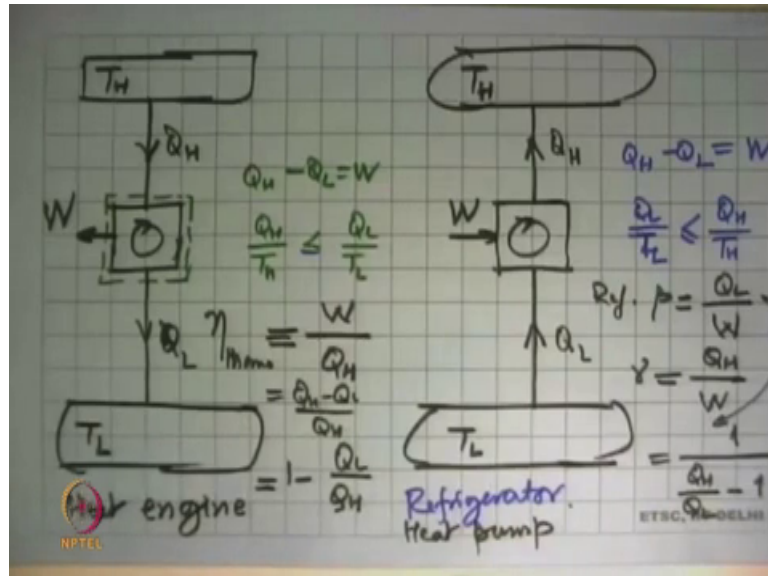 T_H
Q_H
W
Q_H - Q_L = W
Q_H/T_H ≤ Q_L/T_L
Q_L
η_thermo ≡ W/Q_H
= (Q_H - Q_L)/Q_H
= 1 - Q_L/Q_H
T_L
engine
NPTEL
T_H
Q_H
W
Q_H - Q_L = W
Q_L/T_L ≤ Q_H/T_H
Q_L
β = Q_L/W
γ = Q_H/W
= 1/(Q_H/Q_L - 1)
T_L
Refrigerator.
Heat pump
ETSC,